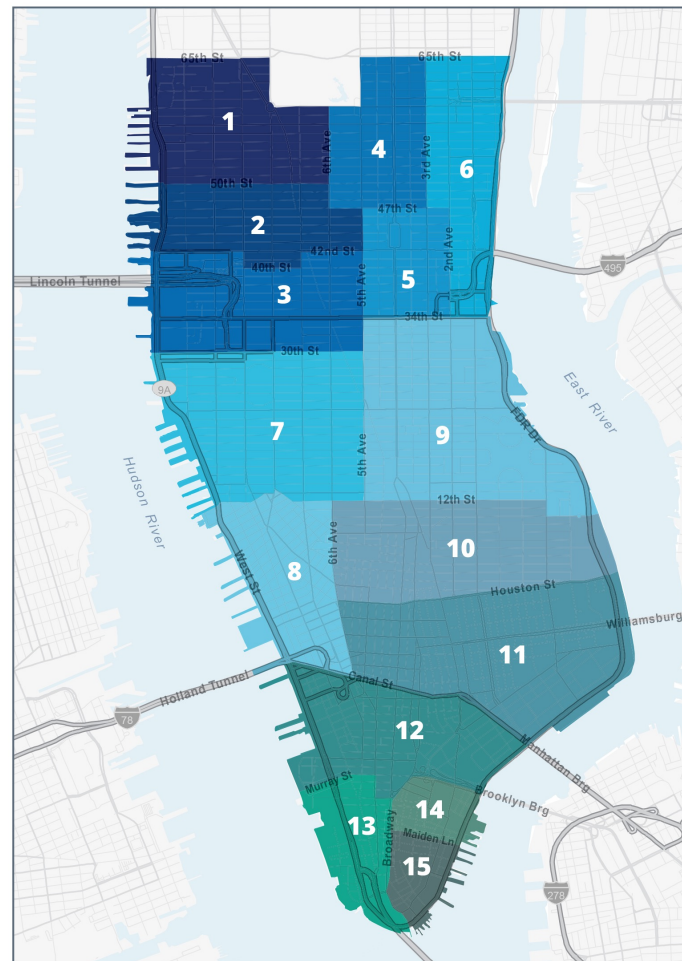 65th St
65th St
1
6th Ave
4
3rd Ave
6
50th St
47th St
2
42nd St
2nd Ave
40th St
5th Ave
5
495
Lincoln Tunnel
3
34th St
30th St
9A
East River
FDR Dr
7
9
5th Ave
Hudson River
12th St
6th Ave
10
8
West St
Houston St
Williamsburg
11
Holland Tunnel
Canal St
78
12
Manhattan Brg
Murray St
Brooklyn Brg
14
13
Broadway
Maiden Ln
15
278